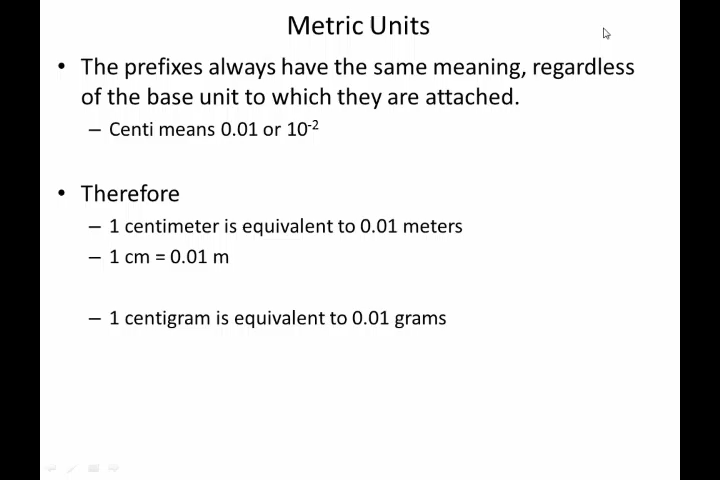 Metric Units
• The prefixes always have the same meaning, regardless
of the base unit to which they are attached.
– Centi means 0.01 or 10⁻²
• Therefore
– 1 centimeter is equivalent to 0.01 meters
– 1 cm = 0.01 m
– 1 centigram is equivalent to 0.01 grams